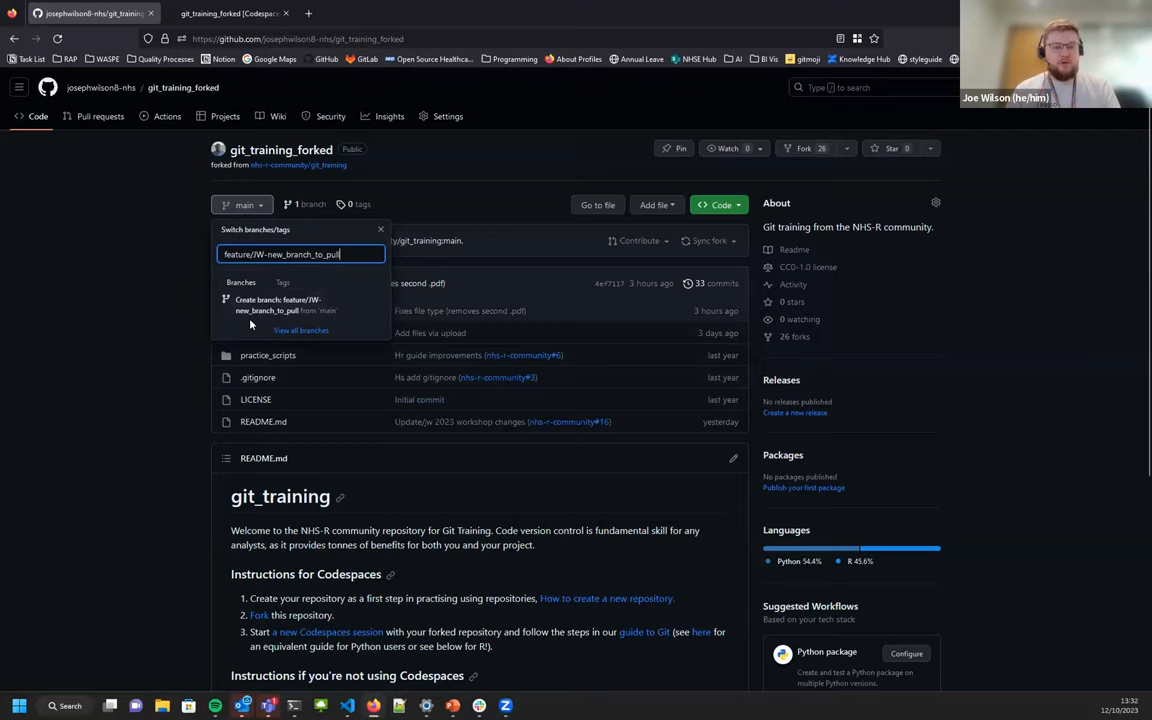 josephwilson8-nhs/git_training
git_training_forked [Codespace
https://github.com/josephwilson8-nhs/git_training_forked
Task List
RAP
WASPE
Quality Processes
Notion
Google Maps
GitHub
GitLab
Open Source Healthca...
Programming
About Profiles
Annual Leave
NHSE Hub
AI
BI Vis
gitmoji
Knowledge Hub
styleguide
Joe Wilson (he/him)
josephwilson8-nhs / git_training_forked
Type / to search
Code
Pull requests
Actions
Projects
Wiki
Security
Insights
Settings
git_training_forked Public
forked from nhs-r-community/git_training
Pin
Watch 0
Fork 26
Star 0
main
1 branch
0 tags
Go to file
Add file
Code
Switch branches/tags
feature/JW-new_branch_to_pull
Branches
Tags
Create branch: feature/JW-
new_branch_to_pull from 'main'
View all branches
y/git_training:main.
Contribute
Sync fork
es second .pdf)
4ef7117 3 hours ago
33 commits
Fixes file type (removes second .pdf)
3 hours ago
Add files via upload
3 days ago
practice_scripts
Hr guide improvements (nhs-r-community#6)
last year
.gitignore
Hs add gitignore (nhs-r-community#3)
last year
LICENSE
Initial commit
last year
README.md
Update/jw 2023 workshop changes (nhs-r-community#16)
yesterday
README.md
git_training
Welcome to the NHS-R community repository for Git Training. Code version control is fundamental skill for any
analysts, as it provides tonnes of benefits for both you and your project.
Instructions for Codespaces
1. Create your repository as a first step in practising using repositories, How to create a new repository.
2. Fork this repository.
3. Start a new Codespaces session with your forked repository and follow the steps in our guide to Git (see here for
an equivalent guide for Python users or see below for R!).
Instructions if you're not using Codespaces
About
Git training from the NHS-R community.
Readme
CC0-1.0 license
Activity
0 stars
0 watching
26 forks
Releases
No releases published
Create a new release
Packages
No packages published
Publish your first package
Languages
Python 54.4%
R 45.6%
Suggested Workflows
Based on your tech stack
Python package
Configure
Create and test a Python package on
multiple Python versions.
Search
13:32
12/10/2023